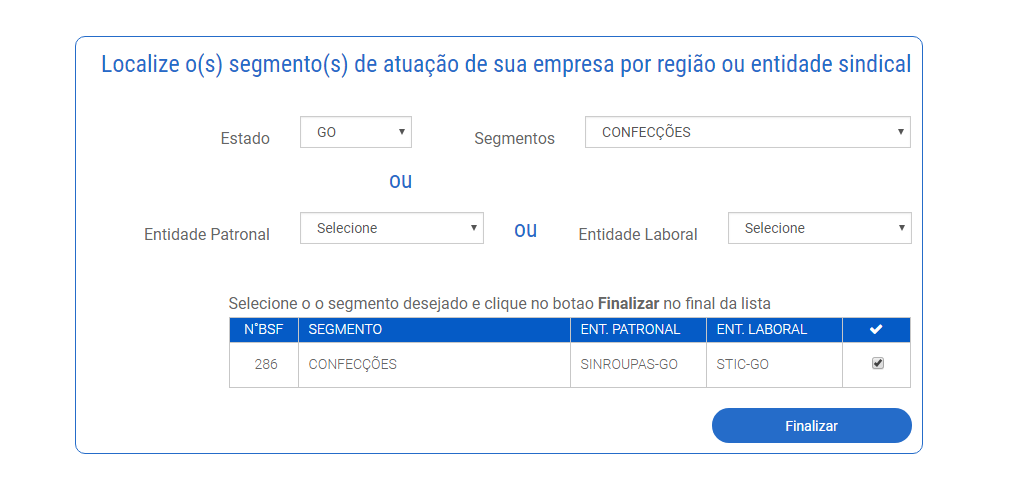 Localize o(s) segmento(s) de atuação de sua empresa por região ou entidade sindical
Estado GO Segmentos CONFECÇÕES
ou
Entidade Patronal Selecione ou Entidade Laboral Selecione
Selecione o o segmento desejado e clique no botao Finalizar no final da lista
N°BSF SEGMENTO ENT. PATRONAL ENT. LABORAL
286 CONFECÇÕES SINROUPAS-GO STIC-GO
Finalizar